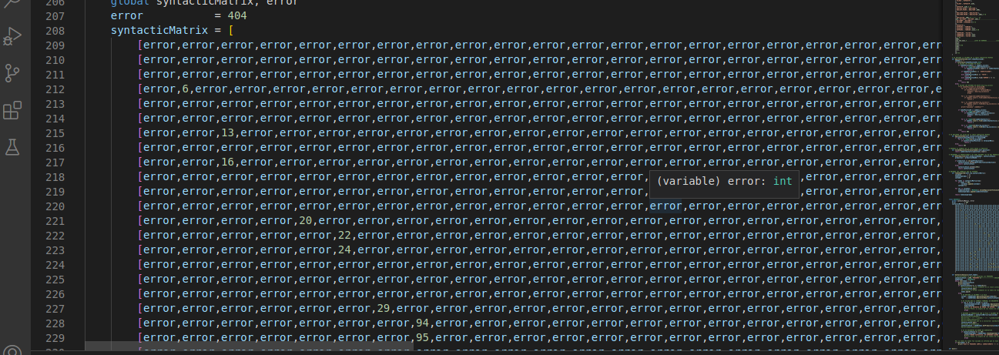 206 global syntacticMatrix, error
207 error = 404
208 syntacticMatrix = [
209 [error,error,error,error,error,error,error,error,error,error,error,error,error,error,error,error,error,error,error,error,err
210 [error,error,error,error,error,error,error,error,error,error,error,error,error,error,error,error,error,error,error,error,err
211 [error,error,error,error,error,error,error,error,error,error,error,error,error,error,error,error,error,error,error,error,err
212 [error,6,error,error,error,error,error,error,error,error,error,error,error,error,error,error,error,error,error,error,e
213 [error,error,error,error,error,error,error,error,error,error,error,error,error,error,error,error,error,error,error,error,err
214 [error,error,error,error,error,error,error,error,error,error,error,error,error,error,error,error,error,error,error,error,err
215 [error,error,13,error,error,error,error,error,error,error,error,error,error,error,error,error,error,error,error,error,
216 [error,error,error,error,error,error,error,error,error,error,error,error,error,error,error,error,error,error,error,error,err
217 [error,error,16,error,error,error,error,error,error,error,error,error,error,error,error,error,error,error,error,error,
218 [error,error,error,error,error,error,error,error,error,error,error,error,error, ,error,error,error,err
(variable) error: int
219 [error,error,error,error,error,error,error,error,error,error,error,error,error, ,error,error,error,err
220 [error,error,error,error,error,error,error,error,error,error,error,error,error,error,error,error,error,error,error,error,err
221 [error,error,error,error,20,error,error,error,error,error,error,error,error,error,error,error,error,error,error,error,error,
222 [error,error,error,error,error,22,error,error,error,error,error,error,error,error,error,error,error,error,error,error,error,
223 [error,error,error,error,error,24,error,error,error,error,error,error,error,error,error,error,error,error,error,error,error,
224 [error,error,error,error,error,error,error,error,error,error,error,error,error,error,error,error,error,error,error,error,err
225 [error,error,error,error,error,error,error,error,error,error,error,error,error,error,error,error,error,error,error,error,err
226 [error,error,error,error,error,error,error,error,error,error,error,error,error,error,error,error,error,error,error,error,err
227 [error,error,error,error,error,error,29,error,error,error,error,error,error,error,error,error,error,error,error,error,error,
228 [error,error,error,error,error,error,error,94,error,error,error,error,error,error,error,error,error,error,error,error,error,
229 [error,error,error,error,error,error,error,95,error,error,error,error,error,error,error,error,error,error,error,error,error,